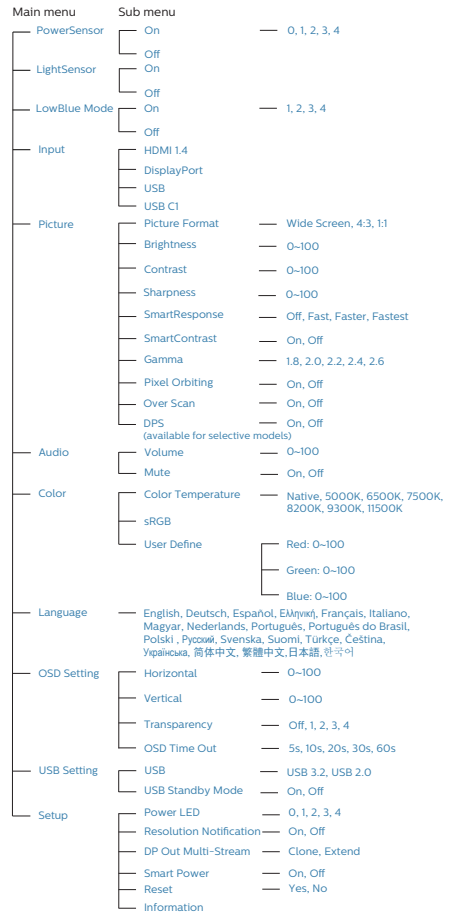 Main menu Sub menu
PowerSensor On 0, 1, 2, 3, 4
Off
LightSensor On
Off
LowBlue Mode On 1, 2, 3, 4
Off
Input HDMI 1.4
DisplayPort
USB
USB C1
Picture Picture Format Wide Screen, 4:3, 1:1
Brightness 0~100
Contrast 0~100
Sharpness 0~100
SmartResponse Off, Fast, Faster, Fastest
SmartContrast On, Off
Gamma 1.8, 2.0, 2.2, 2.4, 2.6
Pixel Orbiting On, Off
Over Scan On, Off
DPS On, Off
(available for selective models)
Audio Volume 0~100
Mute On, Off
Color Color Temperature Native, 5000K, 6500K, 7500K,
8200K, 9300K, 11500K
sRGB
User Define Red: 0~100
Green: 0~100
Blue: 0~100
Language English, Deutsch, Español, Ελληνική, Français, Italiano,
Magyar, Nederlands, Português, Português do Brasil,
Polski , Русский, Svenska, Suomi, Türkçe, Čeština,
Українська, 简体中文, 繁體中文,日本語,한국어
OSD Setting Horizontal 0~100
Vertical 0~100
Transparency Off, 1, 2, 3, 4
OSD Time Out 5s, 10s, 20s, 30s, 60s
USB Setting USB USB 3.2, USB 2.0
USB Standby Mode On, Off
Setup Power LED 0, 1, 2, 3, 4
Resolution Notification On, Off
DP Out Multi-Stream Clone, Extend
Smart Power On, Off
Reset Yes, No
Information